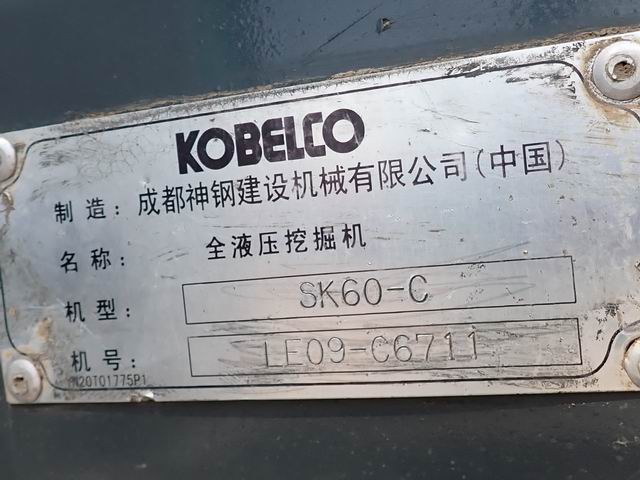 KOBELCO
制造：成都神钢建设机械有限公司(中国)
名称：全液压挖掘机
机型：SK60-C
机号：LE09-C6711
YN20T01775P1